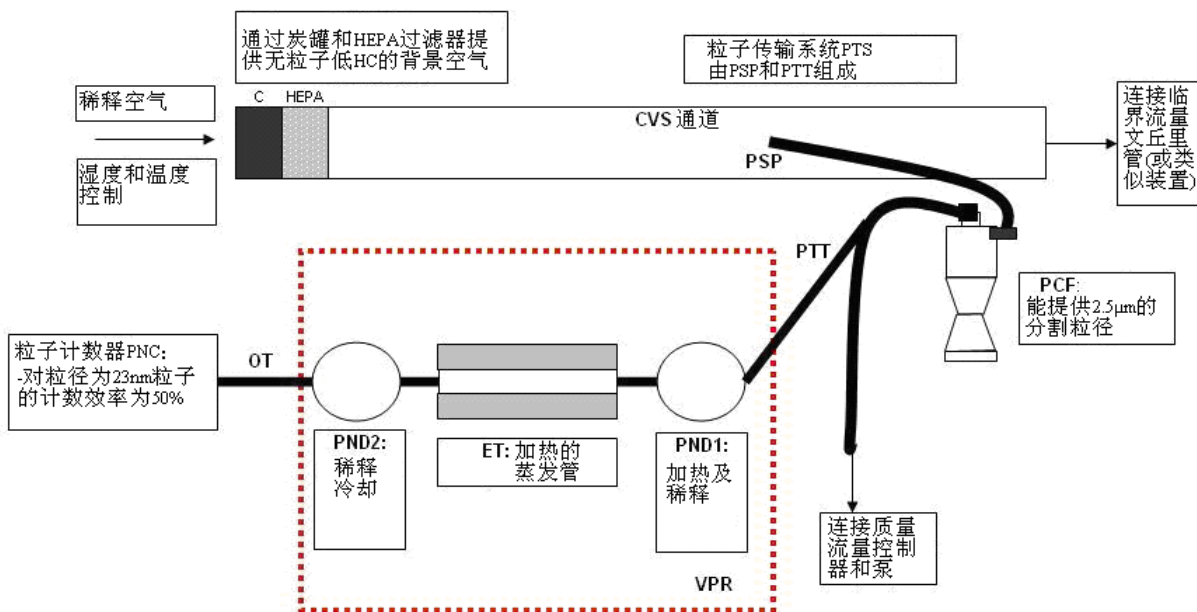 通过炭罐和HEPA过滤器提
供无粒子低HC的背景空气
粒子传输系统PTS
由PSP和PTT组成
稀释空气
C
HEPA
CVS 通道
连接临
界流量
文丘里
管(或类
似装置)
湿度和温度
控制
PSP
PTT
PCF:
能提供2.5μm的
分割粒径
粒子计数器PNC：
-对粒径为23nm粒子
的计数效率为50%
OT
PND2:
稀释
冷却
ET: 加热的
蒸发管
PND1:
加热及
稀释
连接质量
流量控制
器和泵
VPR